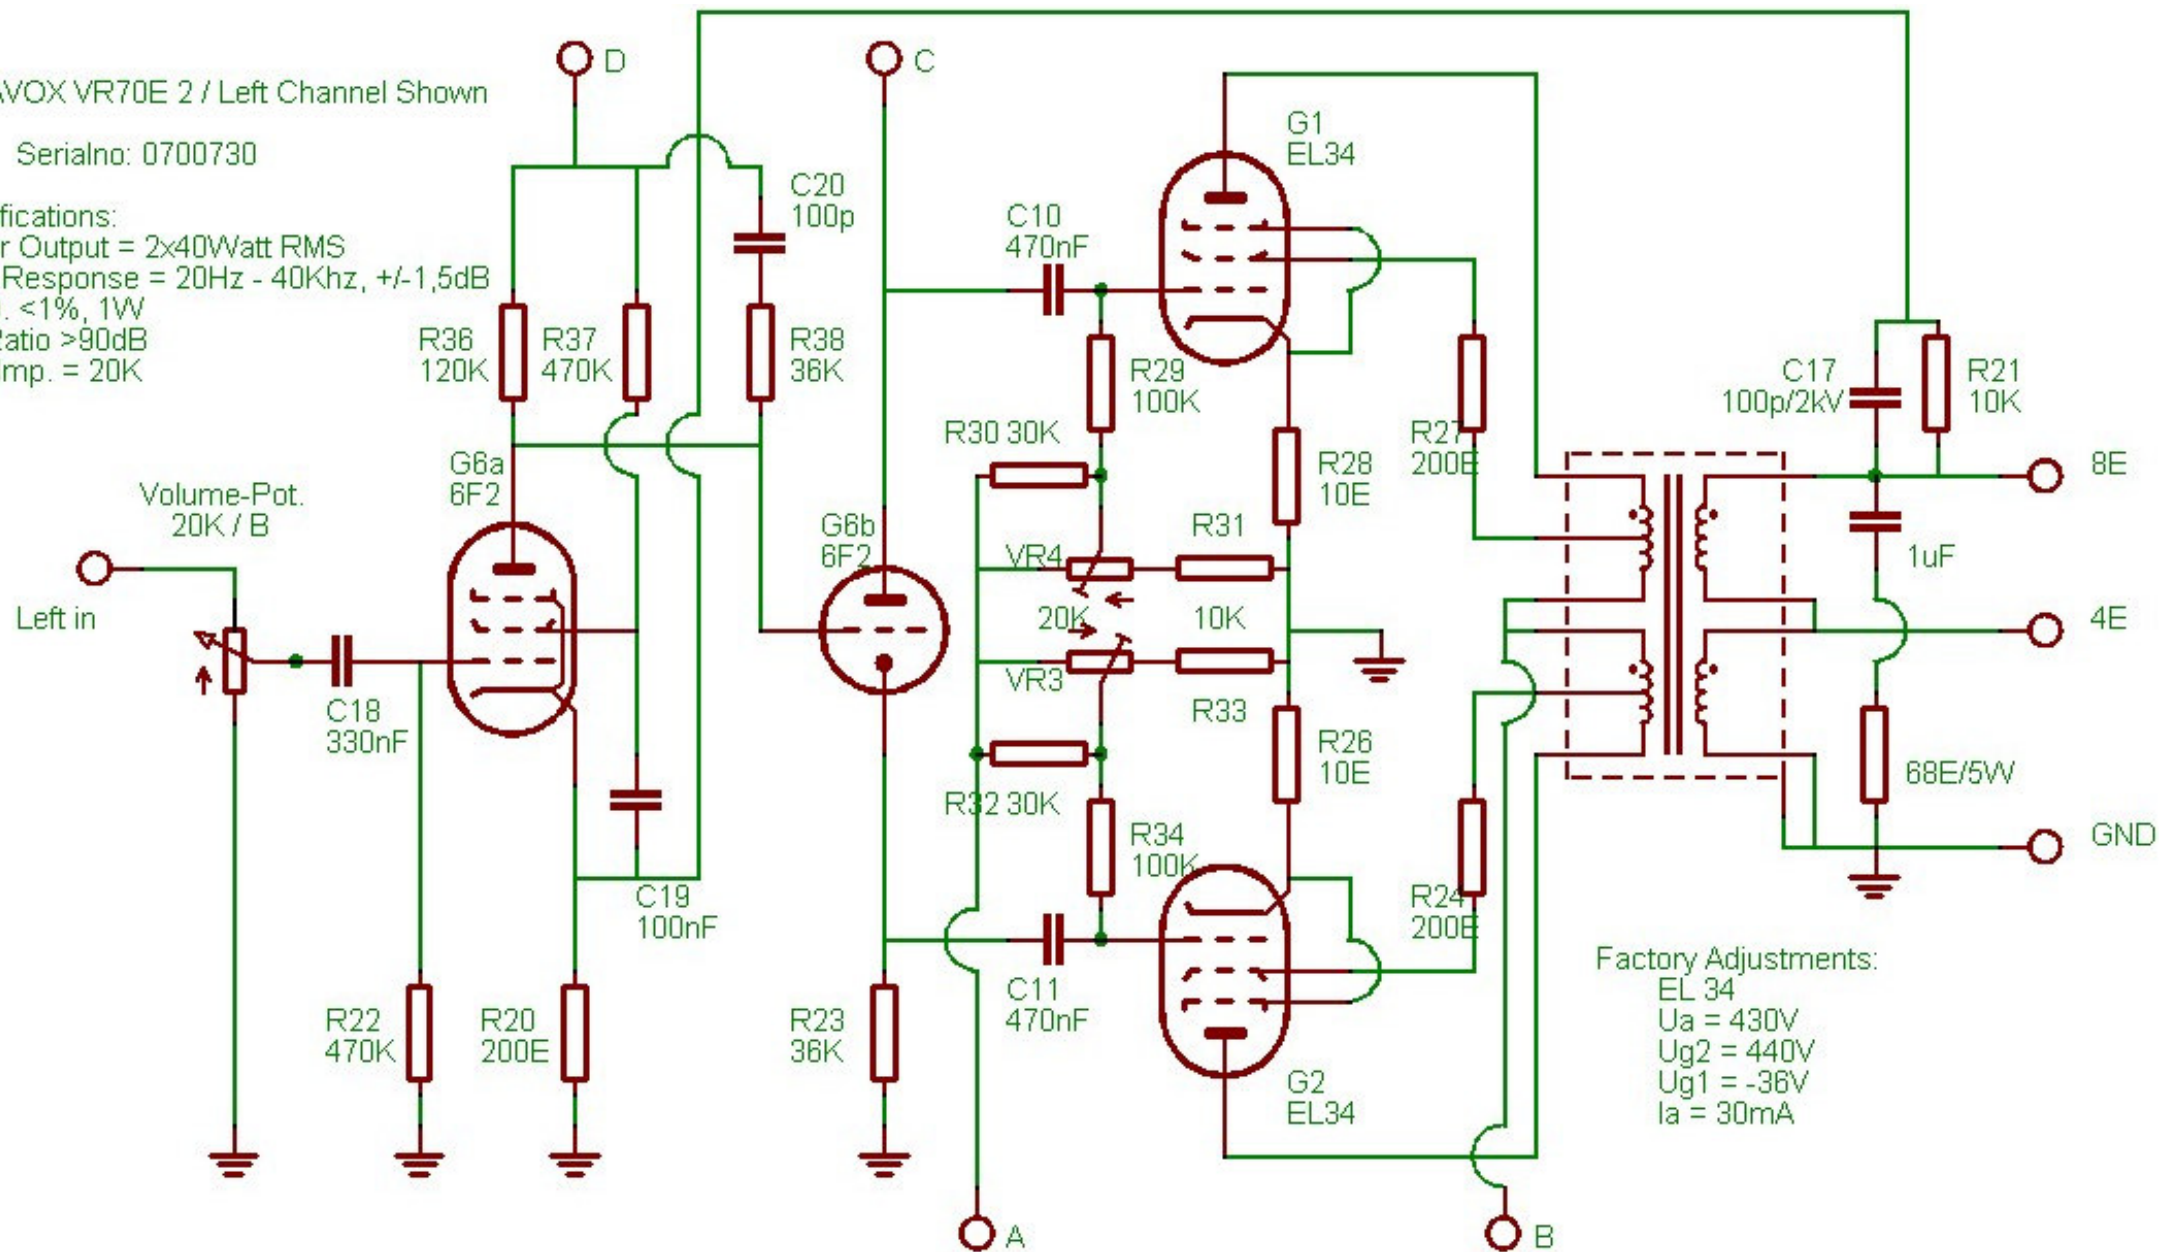 AVOX VR70E 2 / Left Channel Shown
Serialno: 0700730
fications:
r Output = 2x40Watt RMS
Response = 20Hz - 40Khz, +/-1,5dB
. <1%, 1W
Ratio >90dB
Imp. = 20K
D
C
C20
100p
R36
120K
R37
470K
R38
36K
G6a
6F2
Volume-Pot.
20K / B
Left in
C18
330nF
C19
100nF
R22
470K
R20
200E
G6b
6F2
R23
36K
C10
470nF
G1
EL34
R29
100K
R30 30K
R28
10E
R27
200E
VR4
R31
20K
10K
VR3
R33
R32 30K
R26
10E
R34
100K
R24
200E
C11
470nF
G2
EL34
A
B
C17
100p/2kV
R21
10K
8E
1uF
4E
68E/5W
GND
Factory Adjustments:
EL 34
Ua = 430V
Ug2 = 440V
Ug1 = -36V
Ia = 30mA